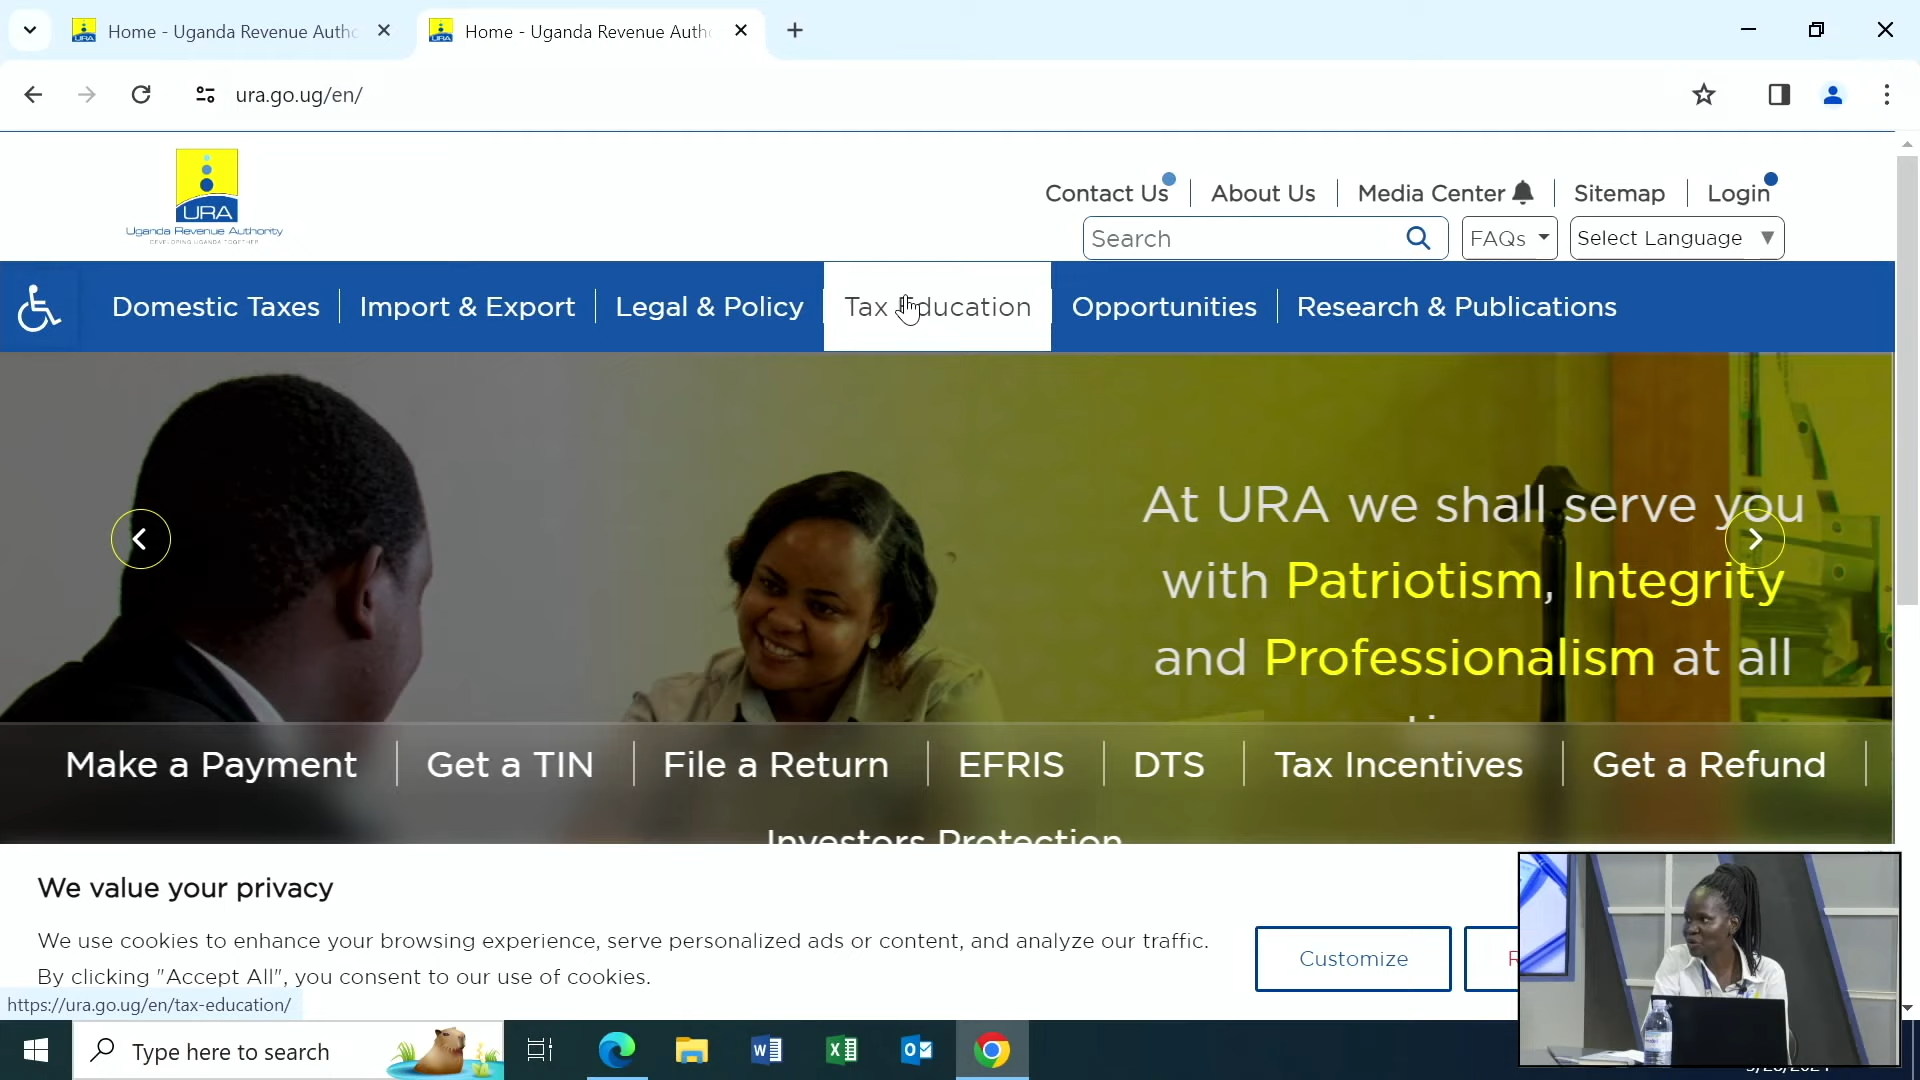 Home - Uganda Revenue Autho
Home - Uganda Revenue Autho
ura.go.ug/en/
URA
Uganda Revenue Authority
DEVELOPING UGANDA TOGETHER
Contact Us
About Us
Media Center
Sitemap
Login
Search
FAQs
Select Language
Domestic Taxes
Import & Export
Legal & Policy
Tax Education
Opportunities
Research & Publications
At URA we shall serve you
with Patriotism, Integrity
and Professionalism at all
Make a Payment
Get a TIN
File a Return
EFRIS
DTS
Tax Incentives
Get a Refund
Investors Protection
We value your privacy
We use cookies to enhance your browsing experience, serve personalized ads or content, and analyze our traffic.
By clicking "Accept All", you consent to our use of cookies.
Customize
R
https://ura.go.ug/en/tax-education/
Type here to search